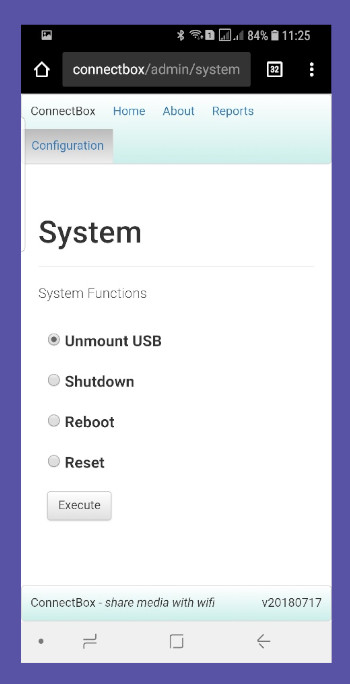 84% 11:25
connectbox/admin/system 32
ConnectBox Home About Reports
Configuration
System
System Functions
Unmount USB
Shutdown
Reboot
Reset
Execute
ConnectBox - share media with wifi v20180717